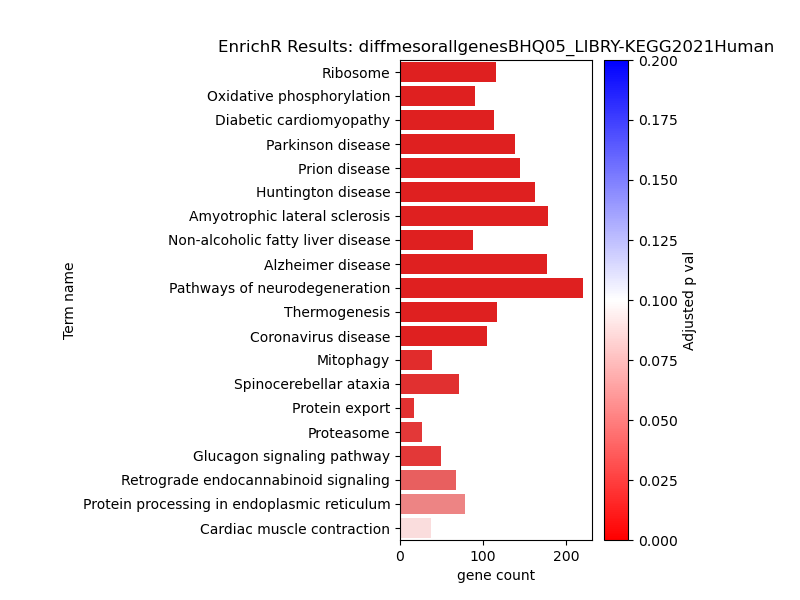 EnrichR Results: diffmesorallgenesBHQ05_LIBRY-KEGG2021Human
Ribosome
Oxidative phosphorylation
Diabetic cardiomyopathy
Parkinson disease
Prion disease
Huntington disease
Amyotrophic lateral sclerosis
Non-alcoholic fatty liver disease
Alzheimer disease
Pathways of neurodegeneration
Thermogenesis
Coronavirus disease
Mitophagy
Spinocerebellar ataxia
Protein export
Proteasome
Glucagon signaling pathway
Retrograde endocannabinoid signaling
Protein processing in endoplasmic reticulum
Cardiac muscle contraction
Term name
0 100 200
gene count
0.200
0.175
0.150
0.125
0.100
0.075
0.050
0.025
0.000
Adjusted p val